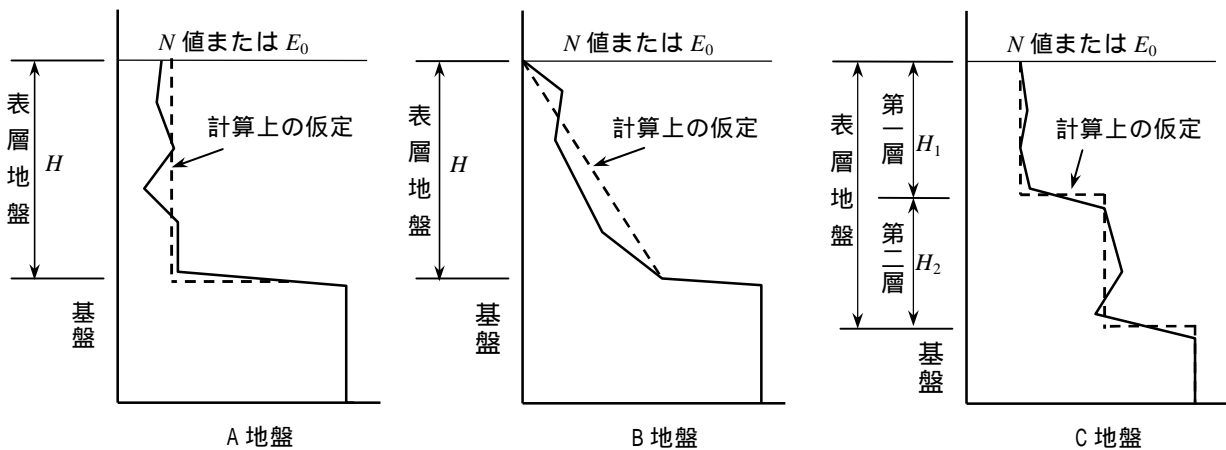 N 値または E₀
表層地盤
H
計算上の仮定
基盤
A 地盤
N 値または E₀
表層地盤
H
計算上の仮定
基盤
B 地盤
N 値または E₀
表層地盤
第一層
H₁
計算上の仮定
第二層
H₂
基盤
C 地盤